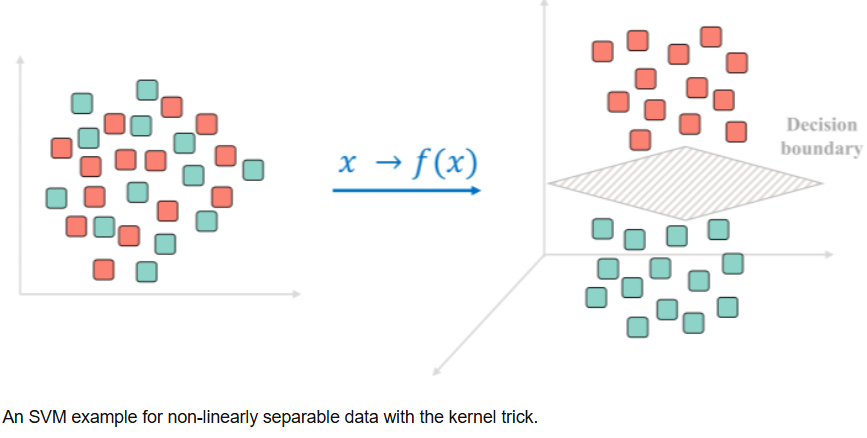 x → f(x)
Decision
boundary
An SVM example for non-linearly separable data with the kernel trick.